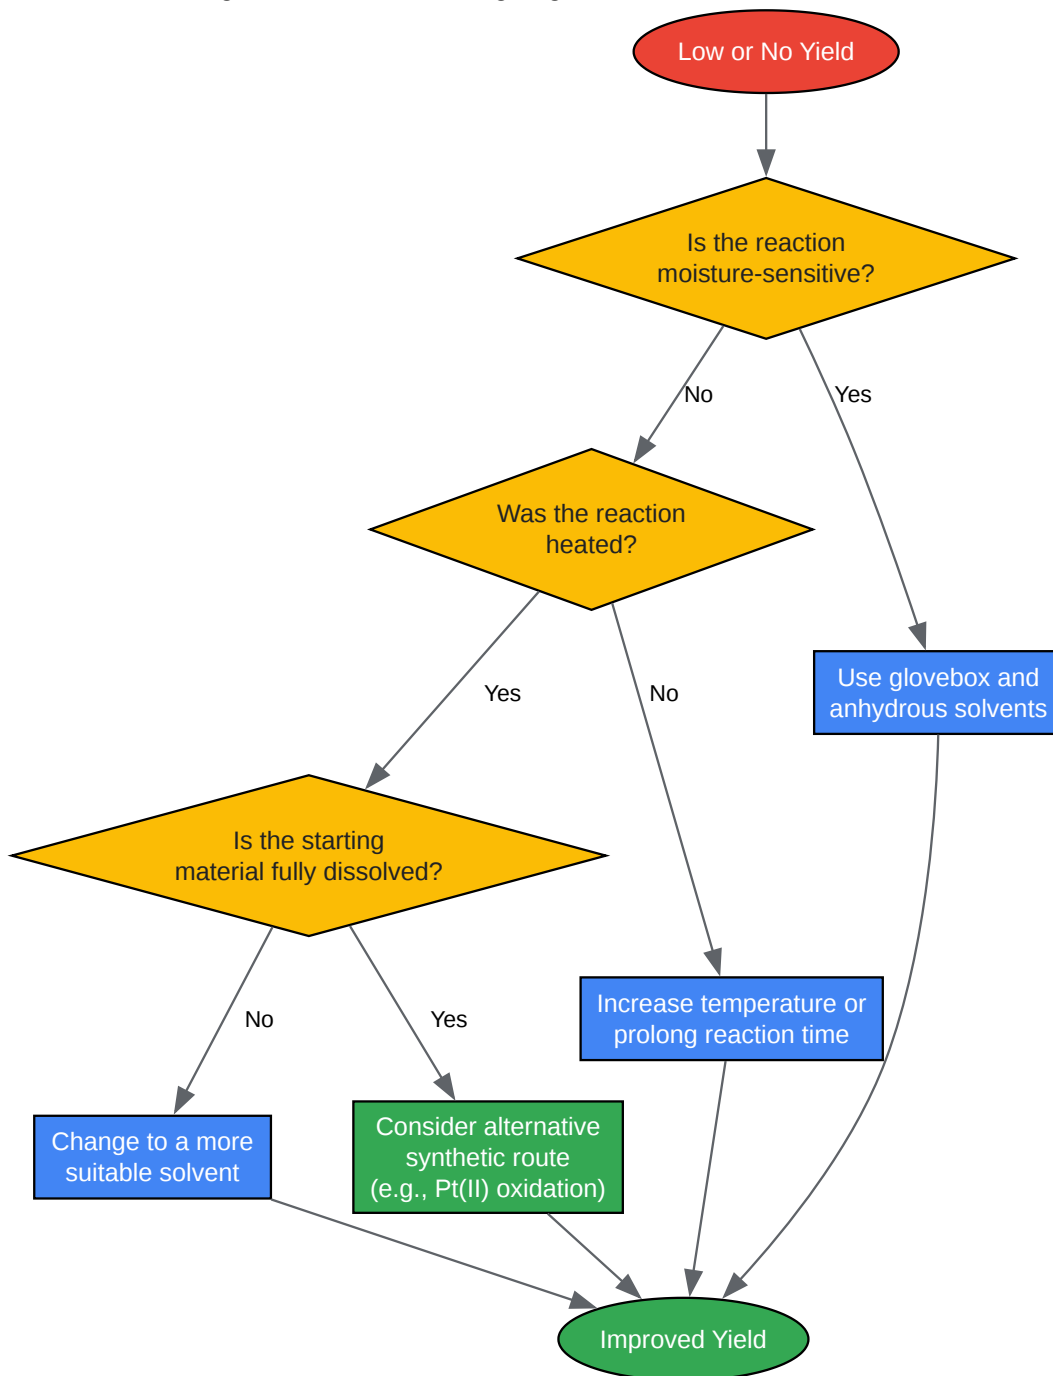 Low or No Yield
Is the reaction
moisture-sensitive?
No
Yes
Was the reaction
heated?
Use glovebox and
anhydrous solvents
Yes
No
Is the starting
material fully dissolved?
Increase temperature or
prolong reaction time
No
Yes
Change to a more
suitable solvent
Consider alternative
synthetic route
(e.g., Pt(II) oxidation)
Improved Yield